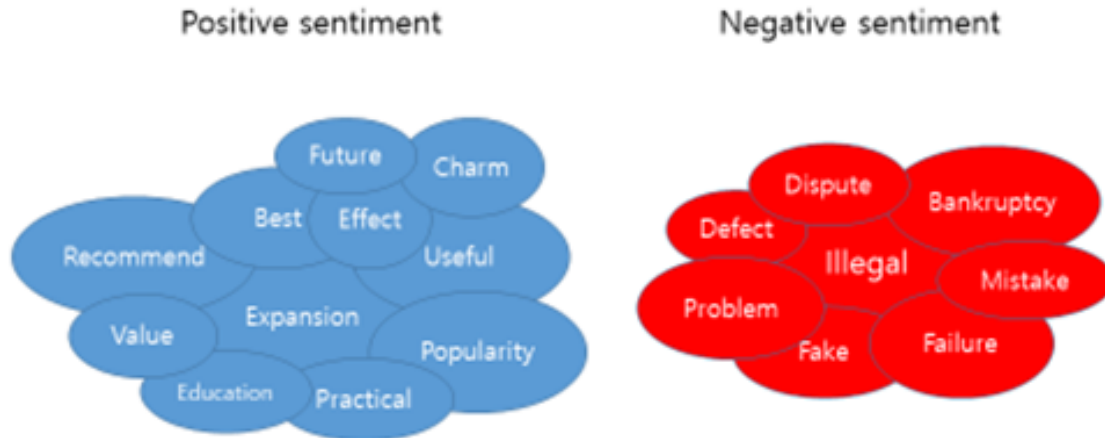 Positive sentiment
Negative sentiment
Future
Charm
Best
Effect
Recommend
Useful
Expansion
Value
Popularity
Education
Practical
Dispute
Bankruptcy
Defect
Illegal
Mistake
Problem
Fake
Failure